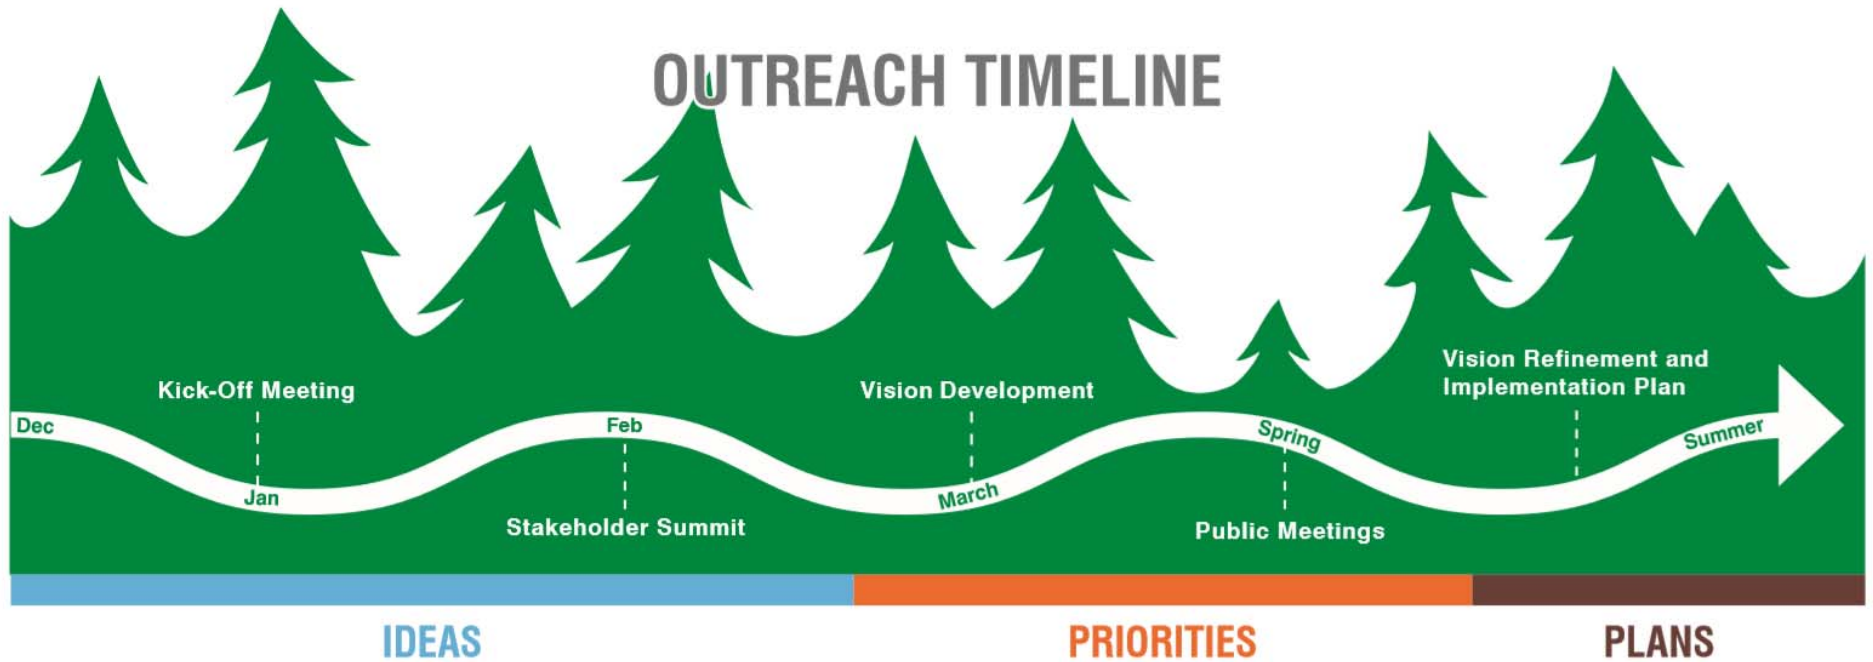 OUTREACH TIMELINE
Kick-Off Meeting
Vision Development
Vision Refinement and
Implementation Plan
Dec
Jan
Feb
March
Spring
Summer
Stakeholder Summit
Public Meetings
IDEAS
PRIORITIES
PLANS